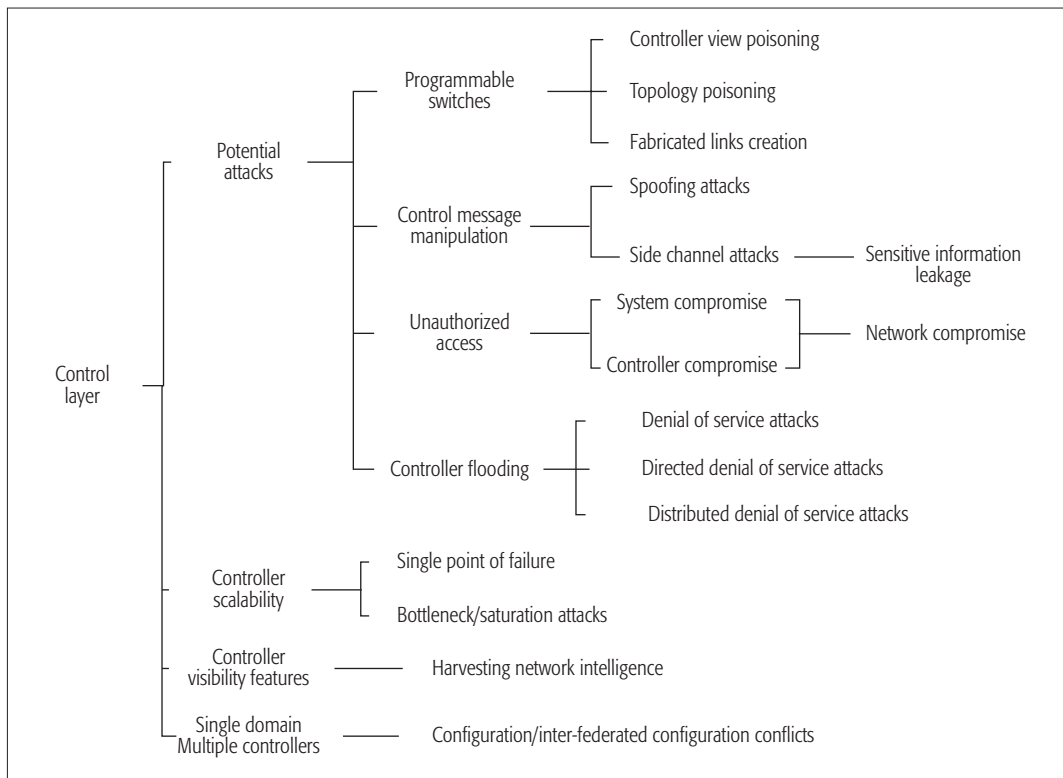 Controller view poisoning
Programmable
switches
Topology poisoning
Fabricated links creation
Potential
attacks
Spoofing attacks
Control message
manipulation
Side channel attacks
Sensitive information
leakage
System compromise
Unauthorized
access
Network compromise
Controller compromise
Control
layer
Denial of service attacks
Controller flooding
Directed denial of service attacks
Distributed denial of service attacks
Controller
scalability
Single point of failure
Bottleneck/saturation attacks
Controller
visibility features
Harvesting network intelligence
Single domain
Multiple controllers
Configuration/inter-federated configuration conflicts